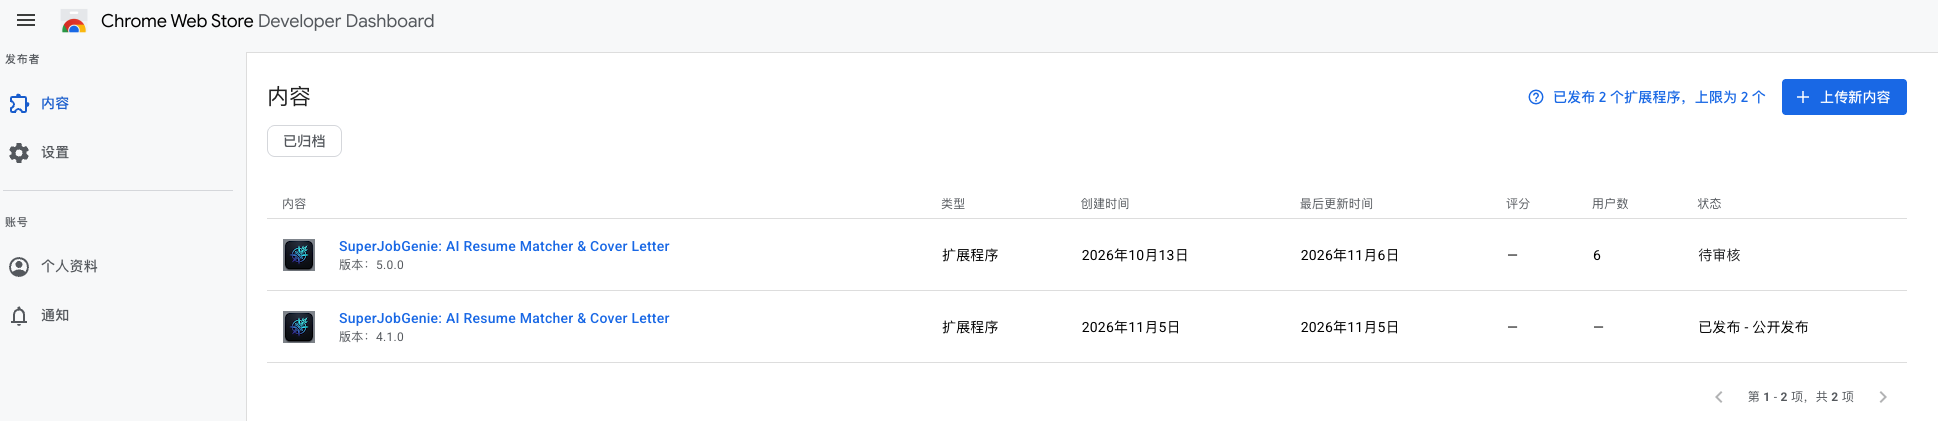 Chrome Web Store Developer Dashboard
发布者
内容
设置
账号
个人资料
通知
内容
已发布 2 个扩展程序，上限为 2 个
上传新内容
已归档
内容 类型 创建时间 最后更新时间 评分 用户数 状态
SuperJobGenie: AI Resume Matcher & Cover Letter
版本：5.0.0
扩展程序 2026年10月13日 2026年11月6日 — 6 待审核
SuperJobGenie: AI Resume Matcher & Cover Letter
版本：4.1.0
扩展程序 2026年11月5日 2026年11月5日 — — 已发布 - 公开发布
第 1 - 2 项，共 2 项